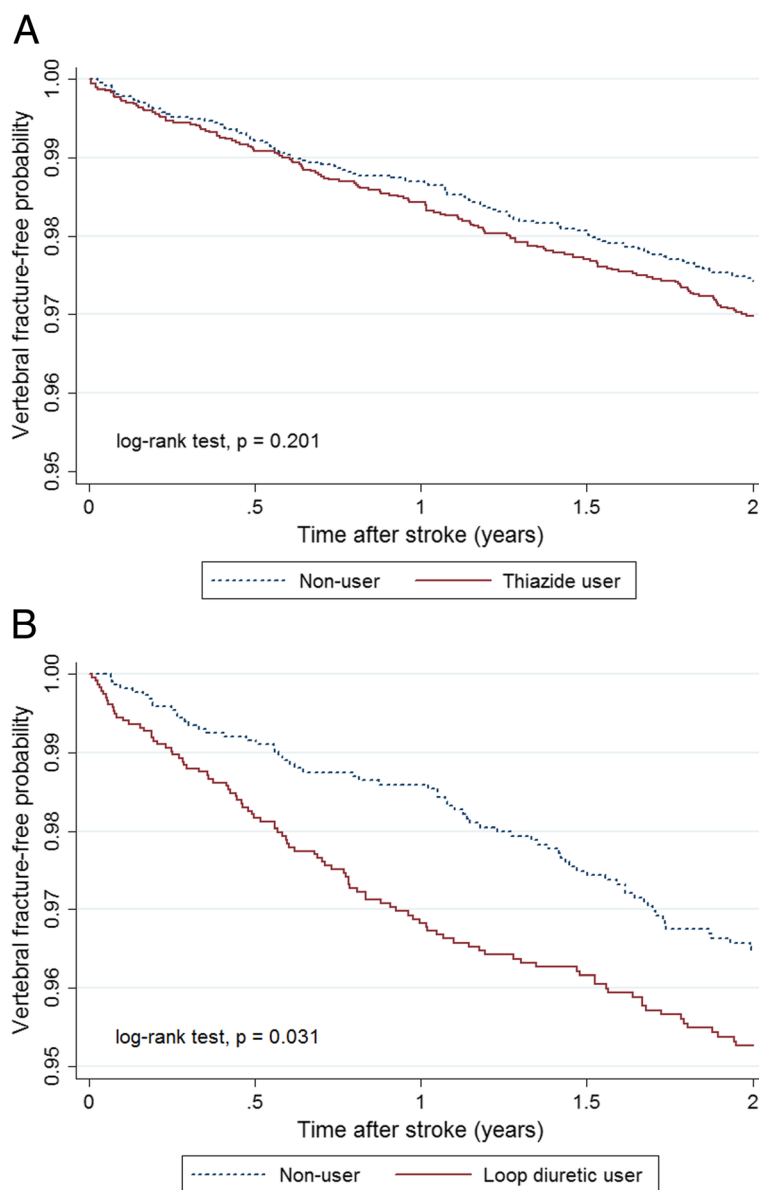 A
Vertebral fracture-free probability
1.00
0.99
0.98
0.97
0.96
0.95
log-rank test, p = 0.201
0 .5 1 1.5 2
Time after stroke (years)
Non-user Thiazide user
B
Vertebral fracture-free probability
1.00
0.99
0.98
0.97
0.96
0.95
log-rank test, p = 0.031
0 .5 1 1.5 2
Time after stroke (years)
Non-user Loop diuretic user